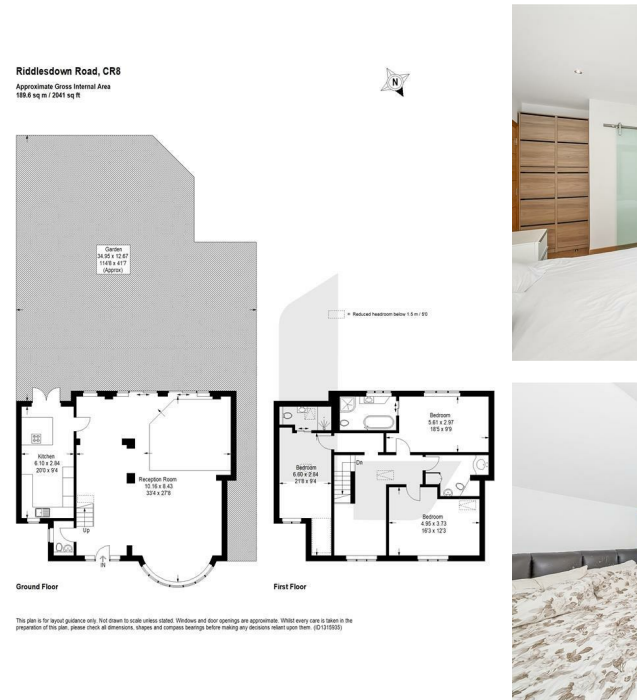 Riddlesdown Road, CR8
Approximate Gross Internal Area
189.6 sq m / 2041 sq ft
N
Garden
34.95 x 12.67
114'8 x 41'7
(Approx)
= Reduced headroom below 1.5 m / 5'0
Kitchen
6.10 x 2.84
20'0 x 9'4
Reception Room
10.16 x 8.43
33'4 x 27'8
Up
IN
Bedroom
6.60 x 2.84
21'8 x 9'4
Dn
Bedroom
5.61 x 2.97
18'5 x 9'9
Bedroom
4.95 x 3.73
16'3 x 12'3
Ground Floor
First Floor
This plan is for layout guidance only. Not drawn to scale unless stated. Windows and door openings are approximate. Whilst every care is taken in the
preparation of this plan, please check all dimensions, shapes and compass bearings before making any decisions reliant upon them. (ID1315935)